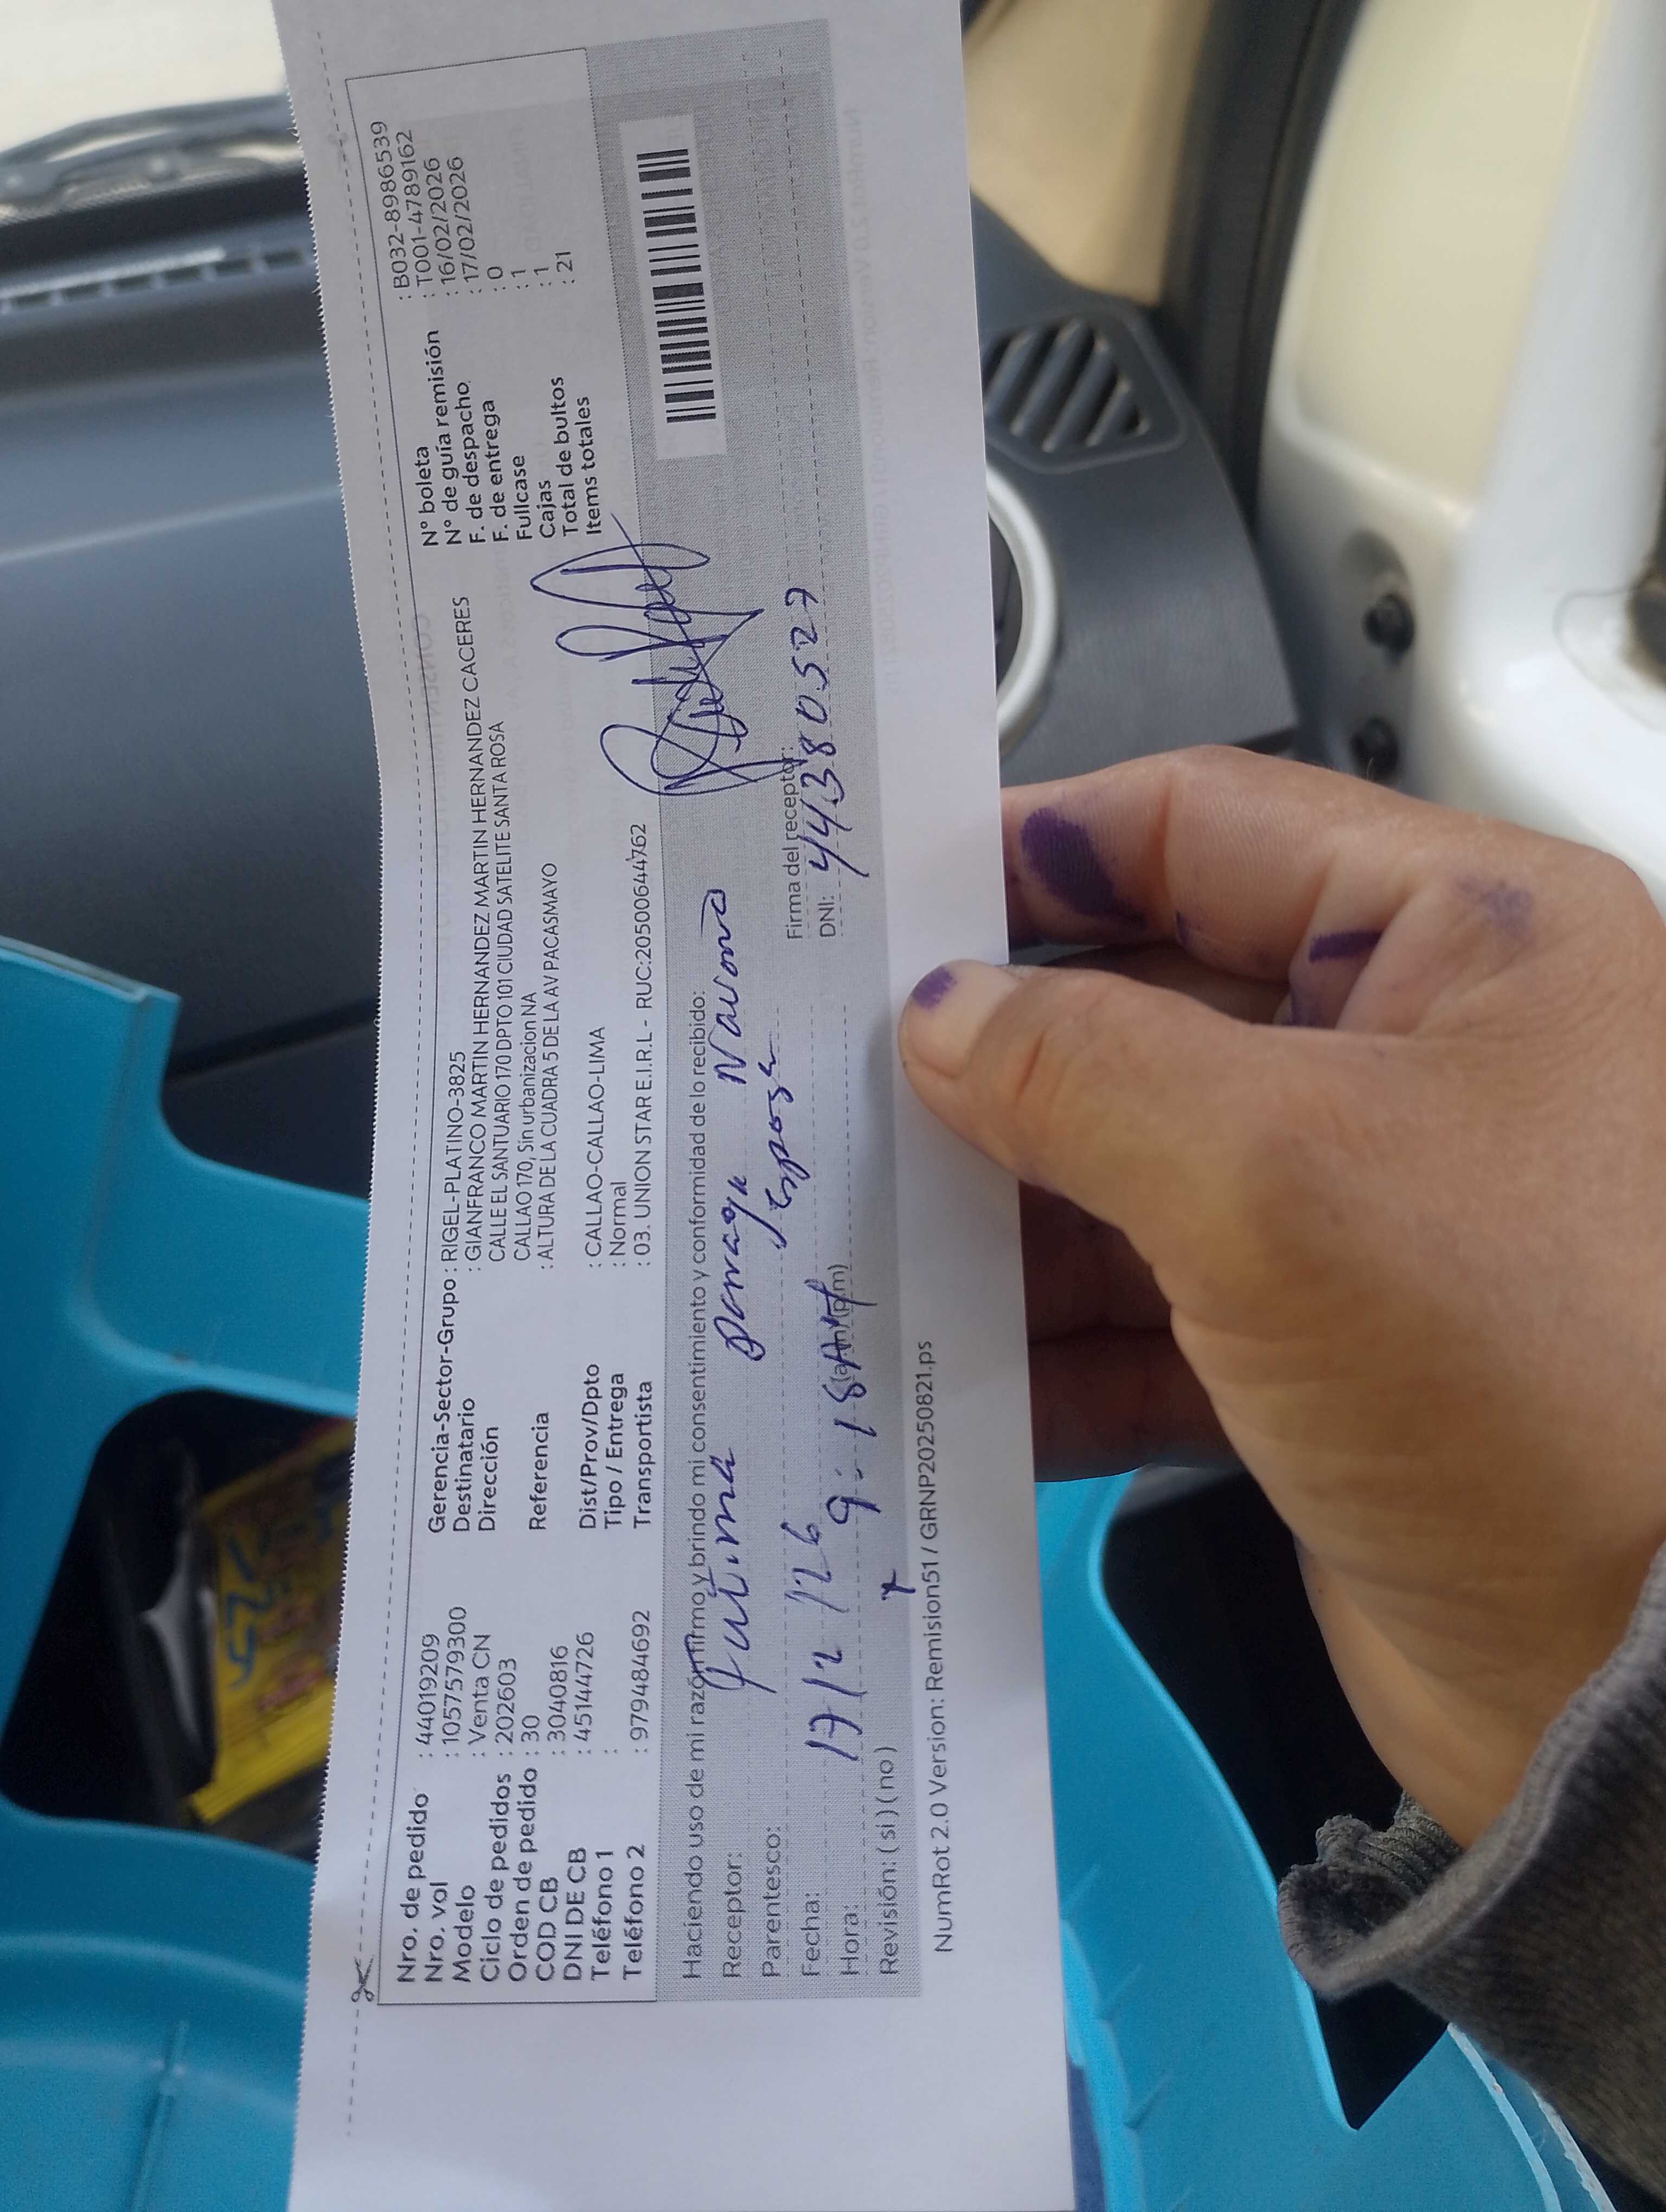 Nro. de pedido : 44019209
Nro. vol : 1057579300
Modelo : Venta CN
Ciclo de pedidos : 202603
Orden de pedido : 30
COD CB : 3040816
DNI DE CB : 45144726
Teléfono 1 :
Teléfono 2 : 979484692
Gerencia-Sector-Grupo : RIGEL-PLATINO-3825
Destinatario : GIANFRANCO MARTIN HERNANDEZ MARTIN HERNANDEZ CACERES
Dirección CALLE EL SANTUARIO 170 DPTO 101 CIUDAD SATELITE SANTA ROSA
CALLAO 170, Sin urbanizacion NA
Referencia : ALTURA DE LA CUADRA 5 DE LA AV PACASMAYO
Dist/Prov/Dpto : CALLAO-CALLAO-LIMA
Tipo / Entrega : Normal
Transportista : 03. UNION STAR E.I.R.L - RUC:20500644762
N° boleta : B032-8986539
N° de guía remisión : T001-4789162
F. de despacho : 16/02/2026
F. de entrega : 17/02/2026
Fullcase : 0
Cajas : 1
Total de bultos : 1
Items totales : 21
Haciendo uso de mi razón firmo y brindo mi consentimiento y conformidad de lo recibido:
Receptor:
Parentesco: Esposa
Fecha: 17/2/26
Firma del receptor:
Hora: 9:18 AM (am) (pm)
DNI: 44380527
Revisión: ( si ) ( no )
NumRot 2.0 Version: Remision51 / GRNP20250821.ps